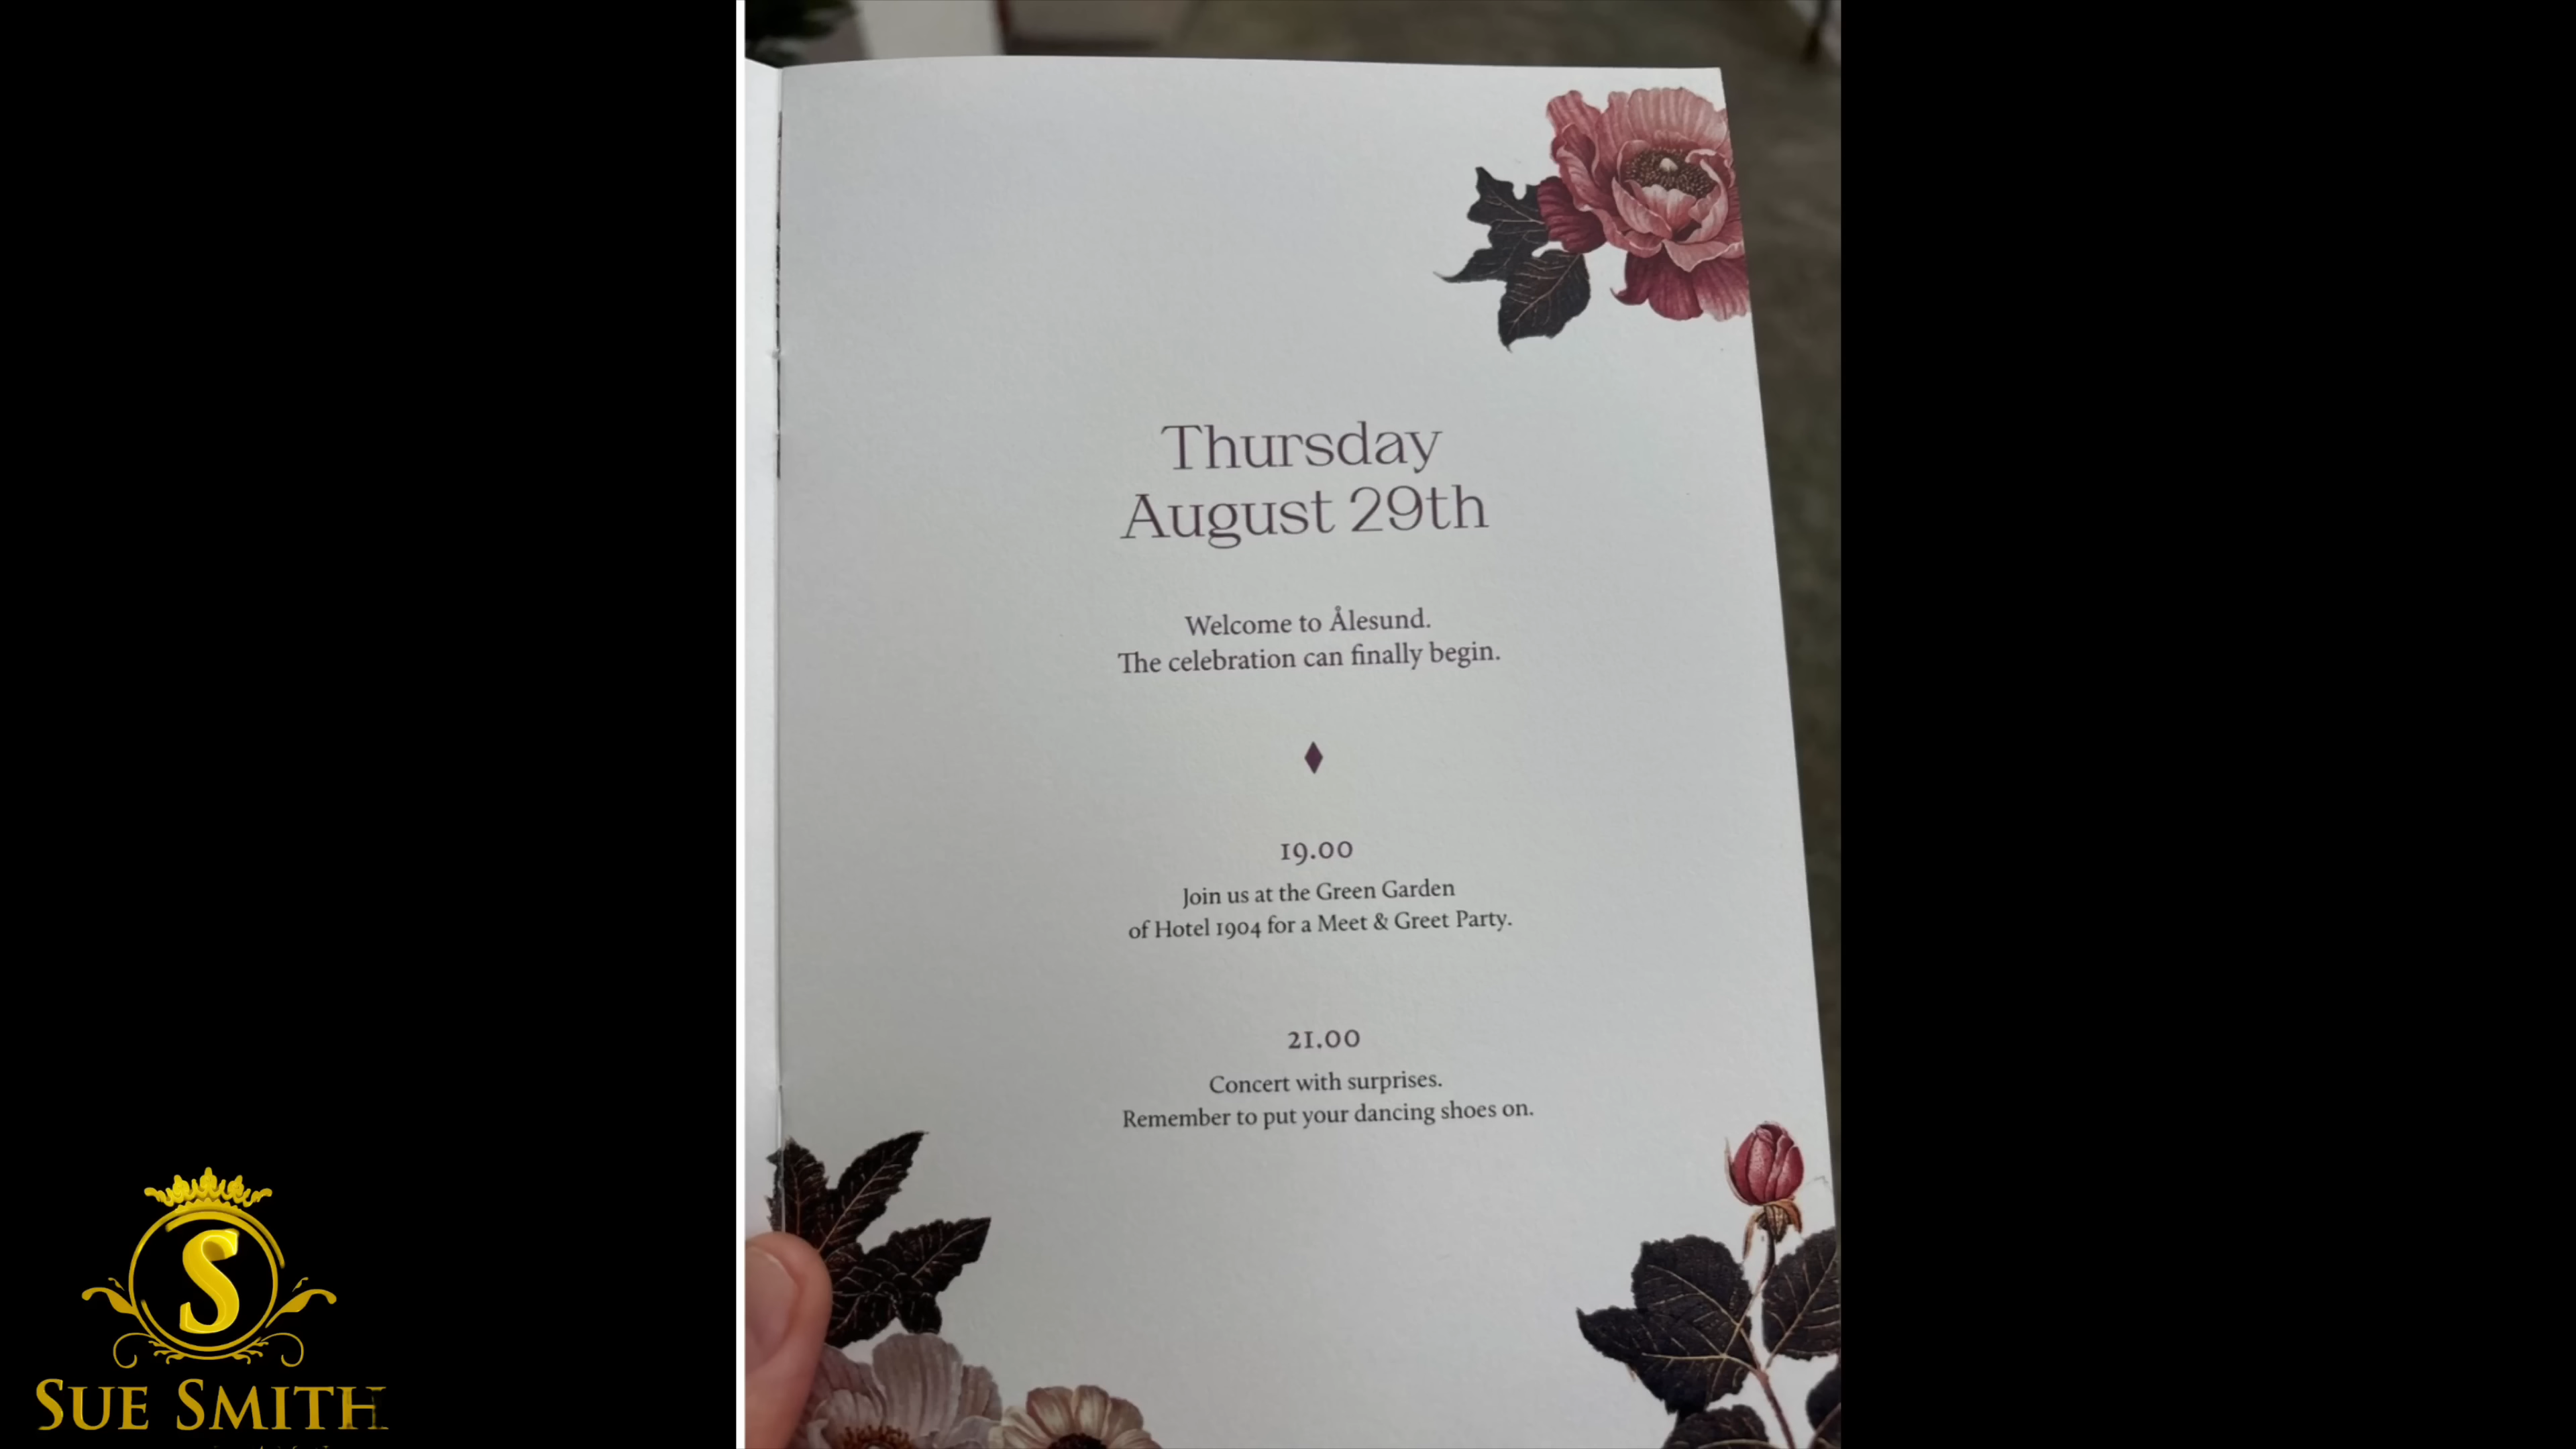 Thursday
August 29th
Welcome to Ålesund.
The celebration can finally begin.
19.00
Join us at the Green Garden
of Hotel 1904 for a Meet & Greet Party.
21.00
Concert with surprises.
Remember to put your dancing shoes on.
S
SUE SMITH